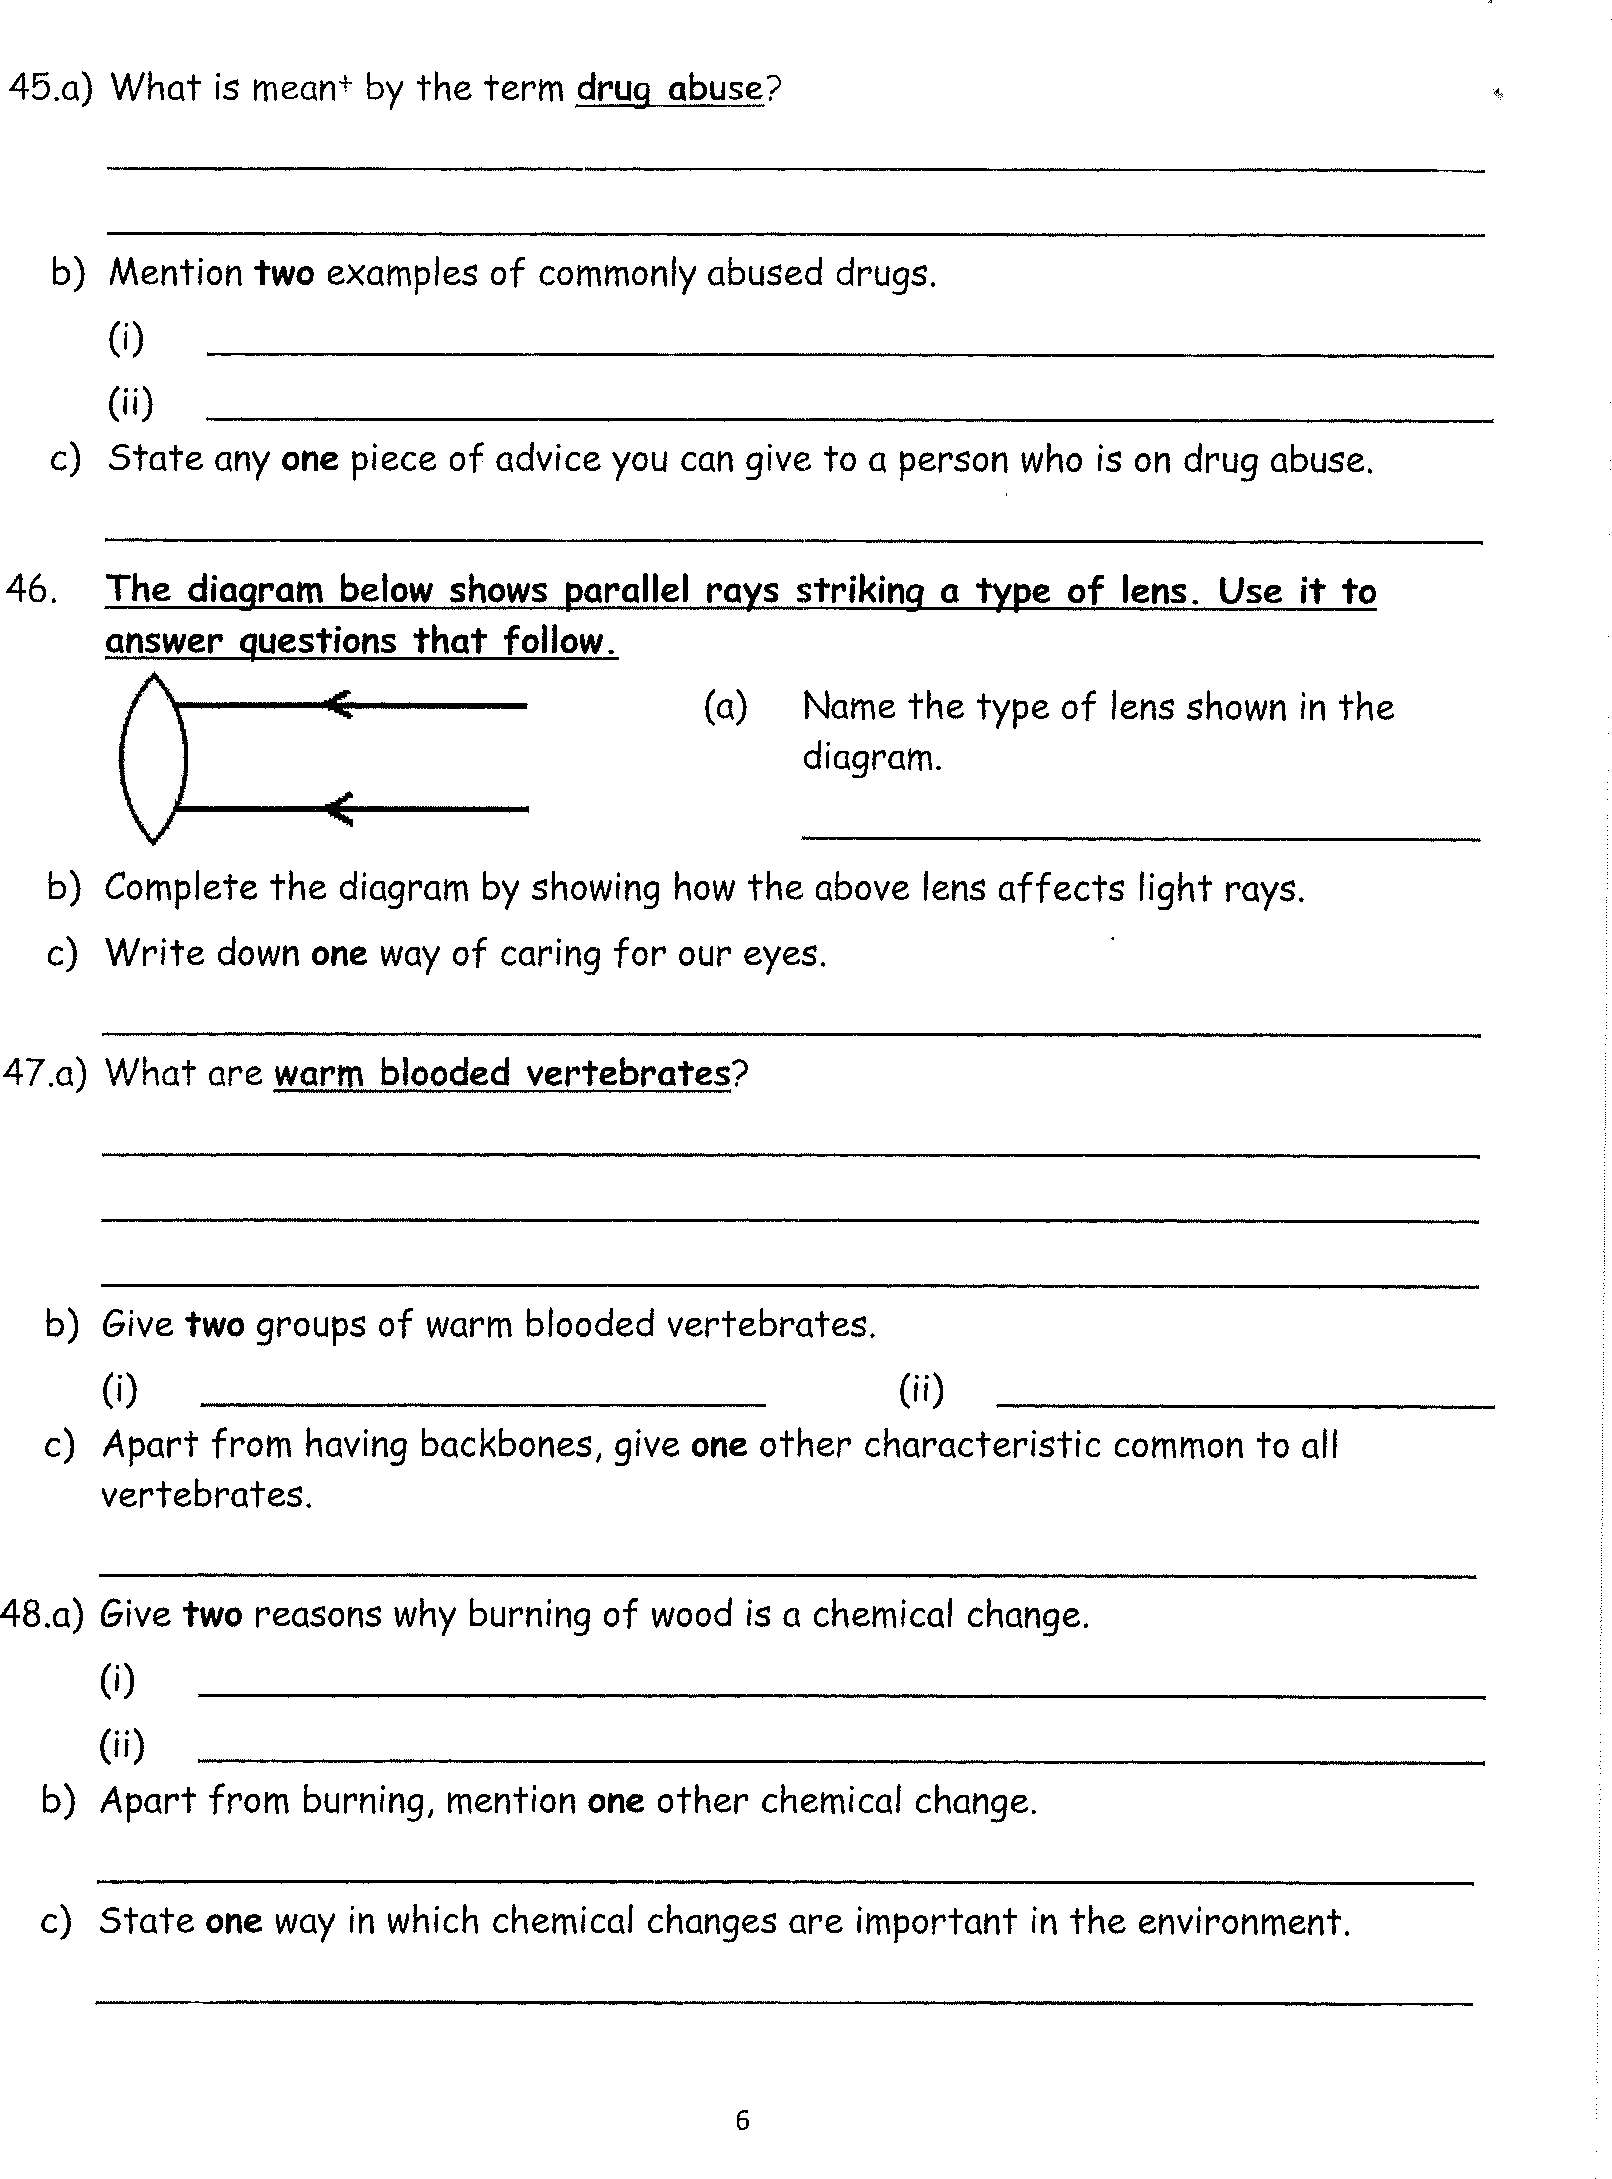 45.a) What is meant by the term drug abuse?
b) Mention two examples of commonly abused drugs.
(i)
(ii)
c) State any one piece of advice you can give to a person who is on drug abuse.
46. The diagram below shows parallel rays striking a type of lens. Use it to
answer questions that follow.
(a) Name the type of lens shown in the
diagram.
b) Complete the diagram by showing how the above lens affects light rays.
c) Write down one way of caring for our eyes.
47.a) What are warm blooded vertebrates?
b) Give two groups of warm blooded vertebrates.
(i) (ii)
c) Apart from having backbones, give one other characteristic common to all
vertebrates.
48.a) Give two reasons why burning of wood is a chemical change.
(i)
(ii)
b) Apart from burning, mention one other chemical change.
c) State one way in which chemical changes are important in the environment.
6